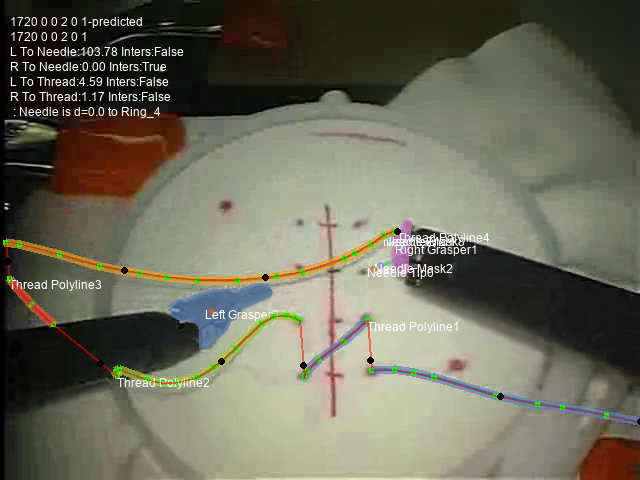 1720 0 0 2 0 1-predicted
1720 0 0 2 0 1
L To Needle:103.78 Inters:False
R To Needle:0.00 Inters:True
L To Thread:4.59 Inters:False
R To Thread:1.17 Inters:False
: Needle is d=0.0 to Ring_4
Thread Polyline4
Right Grasper1
Needle Mask2
Needle Tip0
Thread Polyline3
Left Grasper
Thread Polyline1
Thread Polyline2